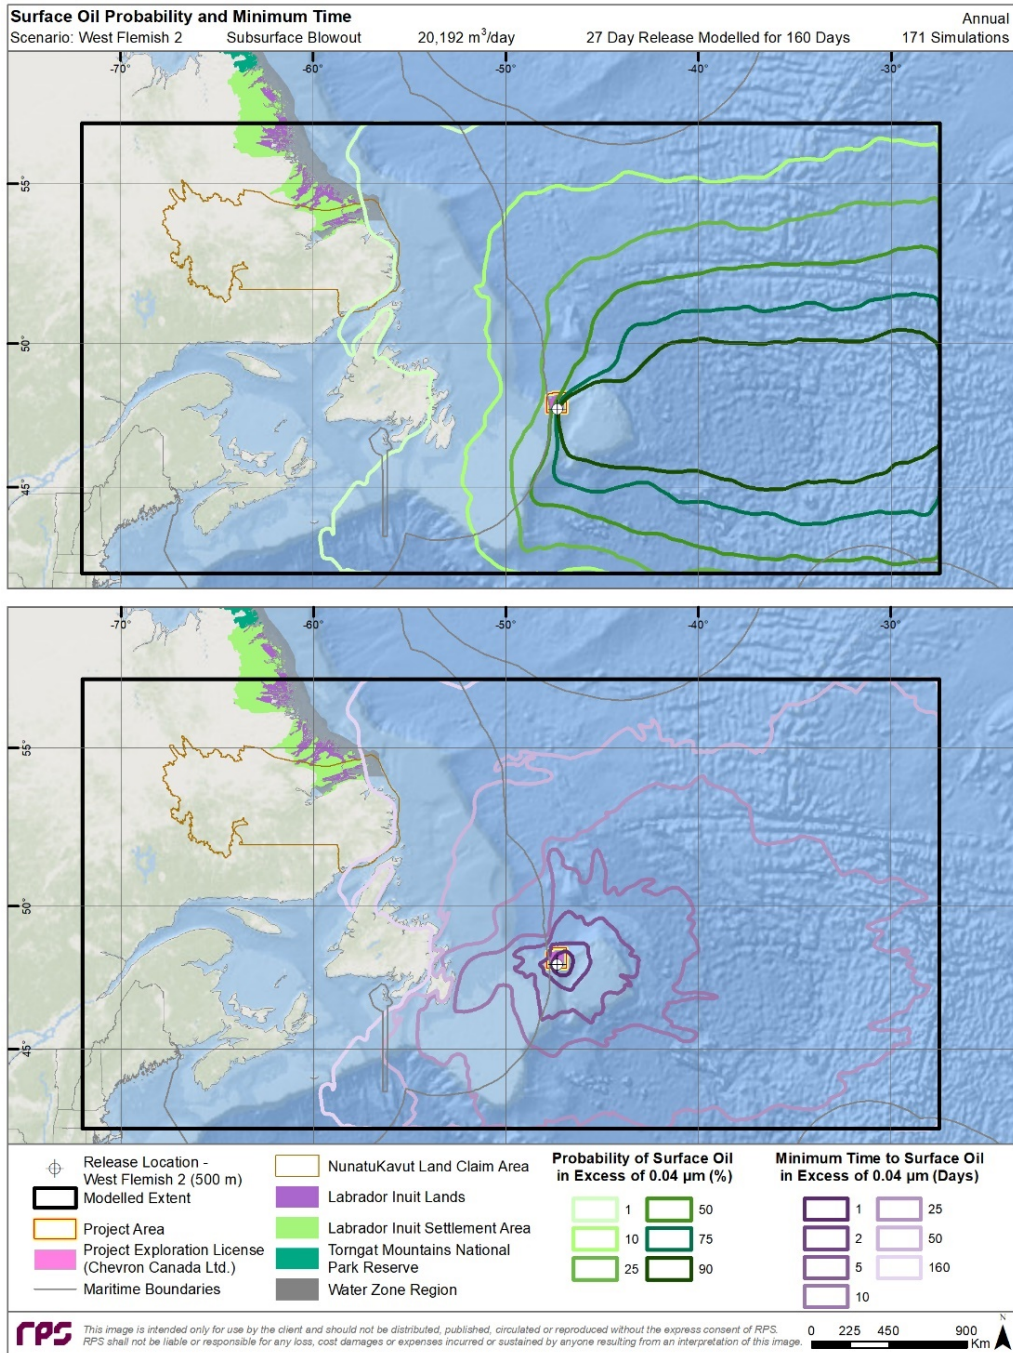 Surface Oil Probability and Minimum Time
Annual
Scenario: West Flemish 2 Subsurface Blowout 20,192 m³/day 27 Day Release Modelled for 160 Days 171 Simulations
-70° -60° -50° -40° -30°
55°
50°
45°
-70° -60° -50° -40° -30°
55°
50°
45°
Release Location -
West Flemish 2 (500 m)
Modelled Extent
Project Area
Project Exploration License
(Chevron Canada Ltd.)
Maritime Boundaries
NunatuKavut Land Claim Area
Labrador Inuit Lands
Labrador Inuit Settlement Area
Torngat Mountains National
Park Reserve
Water Zone Region
Probability of Surface Oil
in Excess of 0.04 µm (%)
1 50
10 75
25 90
Minimum Time to Surface Oil
in Excess of 0.04 µm (Days)
1 25
2 50
5 160
10
rps
This image is intended only for use by the client and should not be distributed, published, circulated or reproduced without the express consent of RPS.
RPS shall not be liable or responsible for any loss, cost damages or expenses incurred or sustained by anyone resulting from an interpretation of this image.
0 225 450 900
Km
N